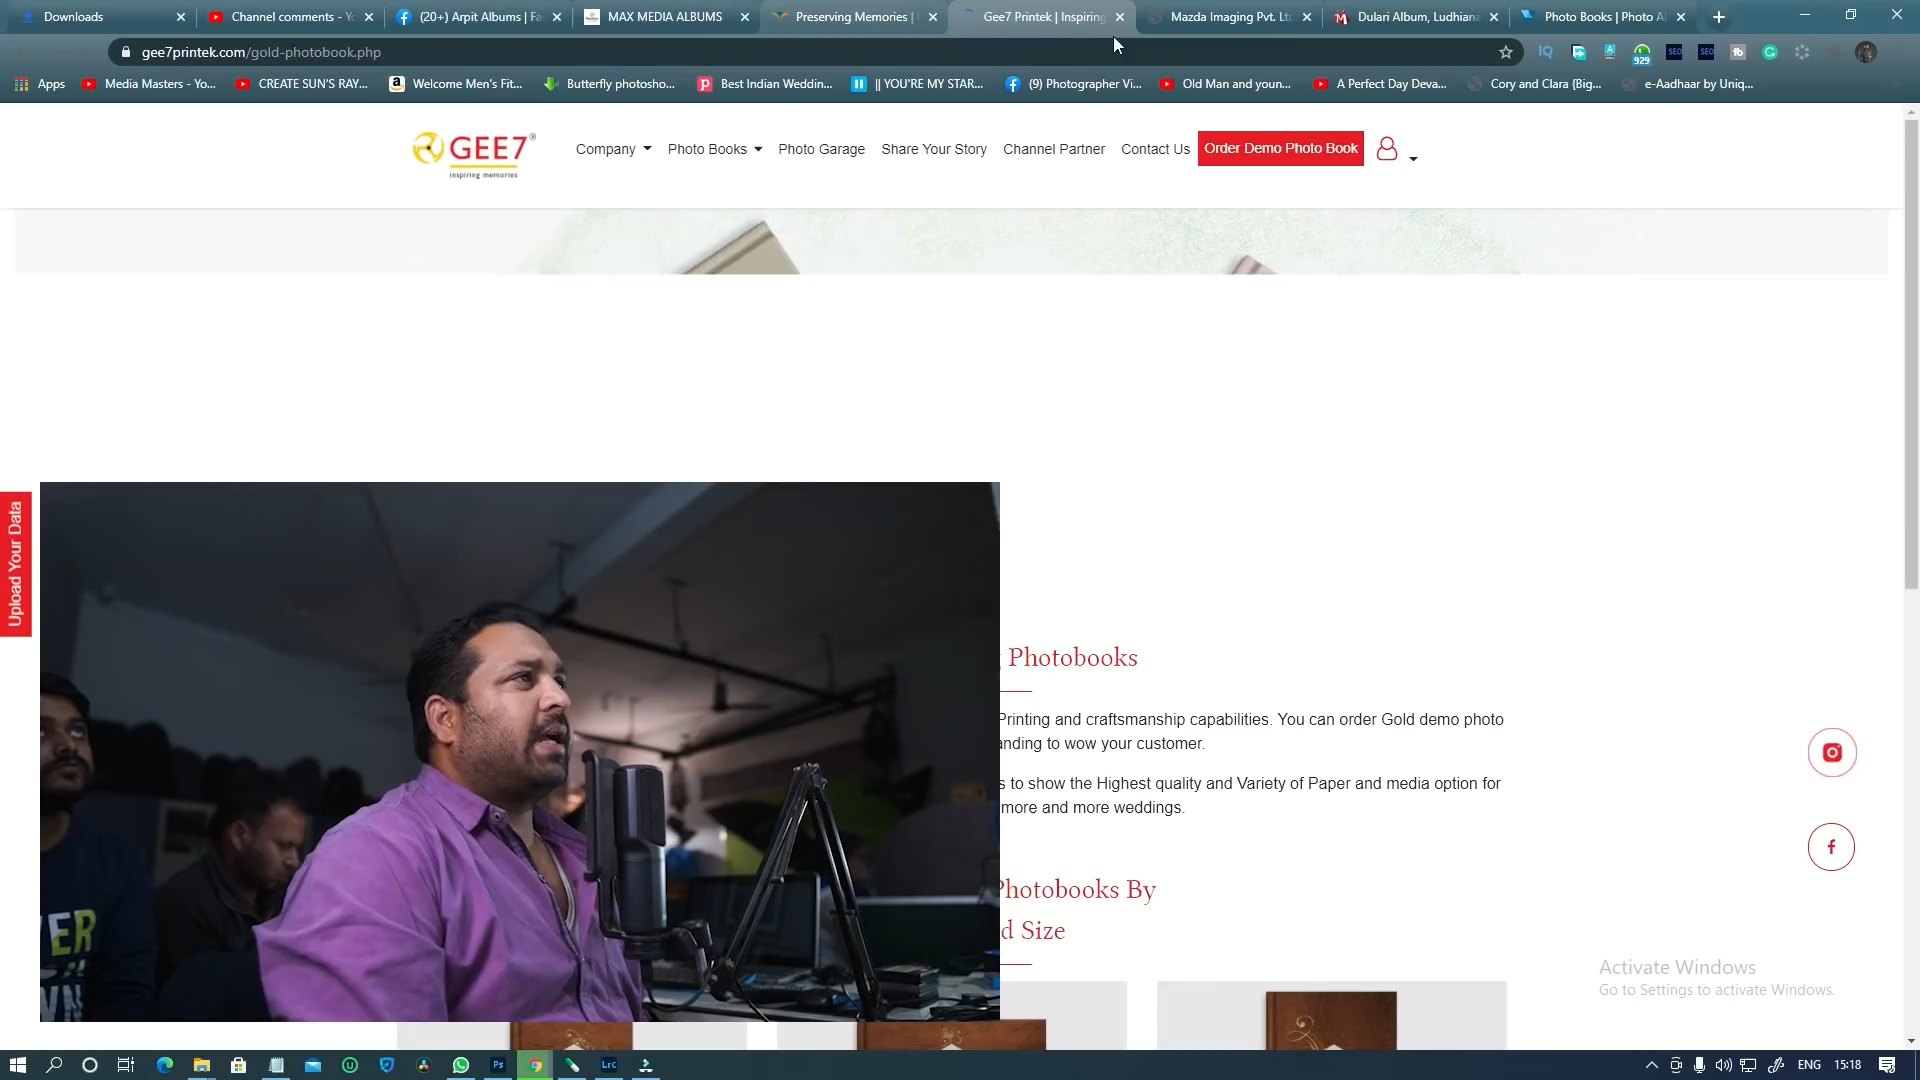 Downloads
Channel comments - Yo
(20+) Arpit Albums | Fa
MAX MEDIA ALBUMS
Preserving Memories |
Gee7 Printek | Inspiring
Mazda Imaging Pvt. Lt
Dulari Album, Ludhiana
Photo Books | Photo Al
gee7printek.com/gold-photobook.php
929
SEO
SEO
Apps
Media Masters - Yo...
CREATE SUN'S RAY...
Welcome Men's Fit...
Butterfly photosho...
Best Indian Weddin...
|| YOU'RE MY STAR...
(9) Photographer Vi...
Old Man and youn...
A Perfect Day Deva...
Cory and Clara {Big...
e-Aadhaar by Uniq...
GEE7®
inspiring memories
Company
Photo Books
Photo Garage
Share Your Story
Channel Partner
Contact Us
Order Demo Photo Book
Upload Your Data
Photobooks
Printing and craftsmanship capabilities. You can order Gold demo photo
anding to wow your customer.
s to show the Highest quality and Variety of Paper and media option for
more and more weddings.
Photobooks By
d Size
Activate Windows
Go to Settings to activate Windows.
Ps
Lrc
ENG
15:18